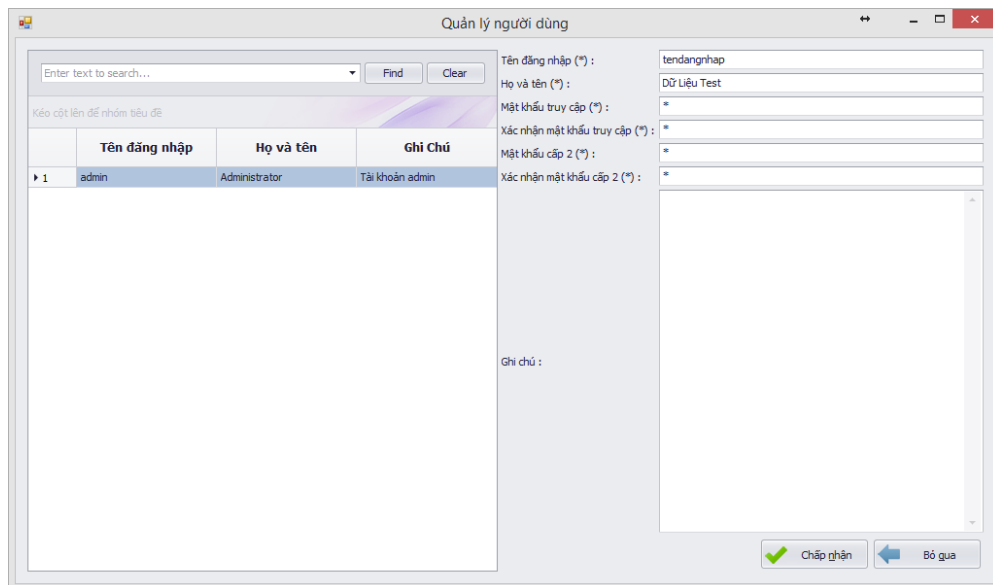 Quản lý người dùng
Enter text to search...
Find
Clear
Kéo cột lên để nhóm tiêu đề
Tên đăng nhập
Họ và tên
Ghi Chú
1
admin
Administrator
Tài khoản admin
Tên đăng nhập (*) :
tendangnhap
Họ và tên (*) :
Dữ Liệu Test
Mật khẩu truy cập (*) :
*
Xác nhận mật khẩu truy cập (*) :
*
Mật khẩu cấp 2 (*) :
*
Xác nhận mật khẩu cấp 2 (*) :
*
Ghi chú :
Chấp nhận
Bỏ qua